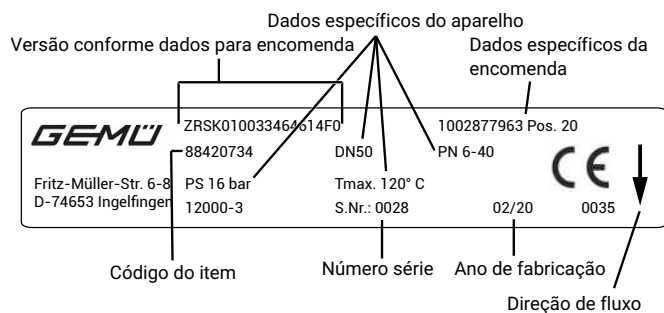 Dados específicos do aparelho
Versão conforme dados para encomenda
Dados específicos da
encomenda
GEMÜ
ZRSK010033464614F0
1002877963 Pos. 20
88420734
DN50
PN 6-40
CE
Fritz-Müller-Str. 6-8
PS 16 bar
Tmax. 120° C
D-74653 Ingelfingen
12000-3
S.Nr.: 0028
02/20
0035
Código do item
Número série
Ano de fabricação
Direção de fluxo